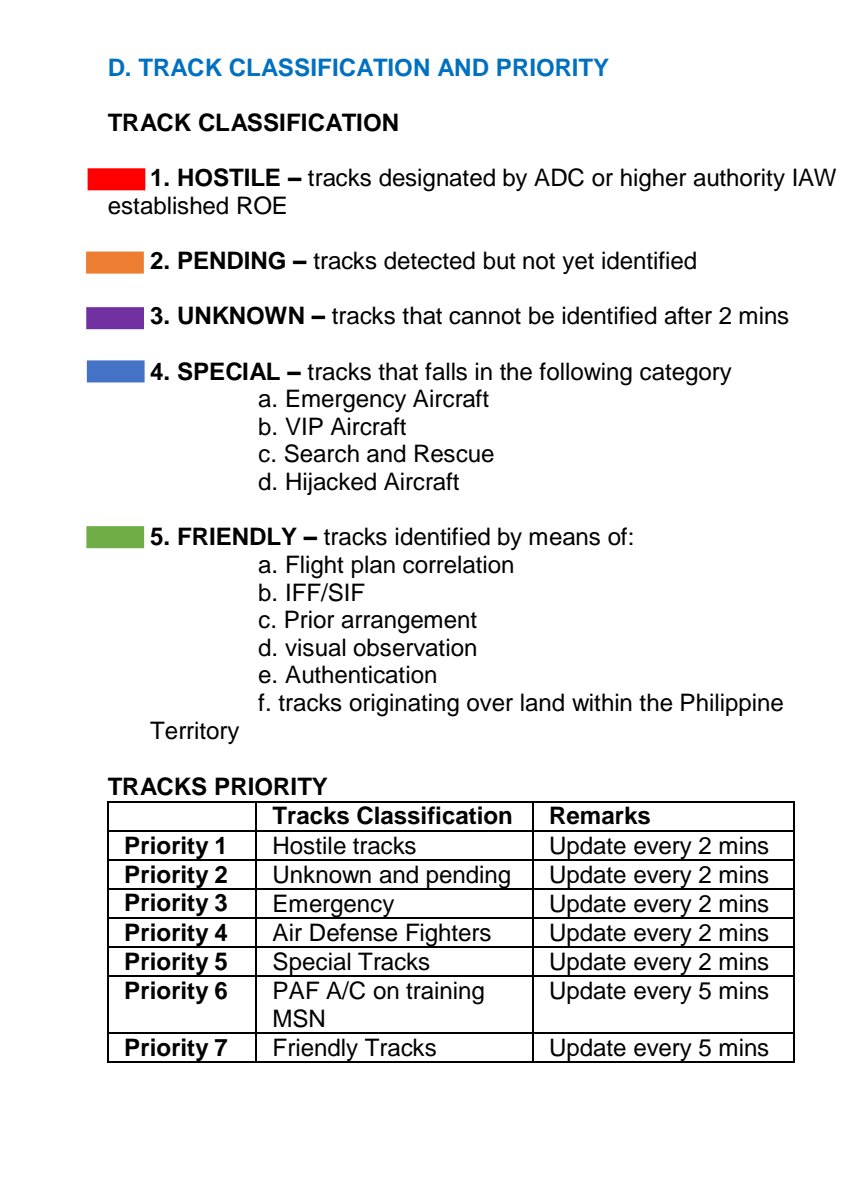 D. TRACK CLASSIFICATION AND PRIORITY
TRACK CLASSIFICATION
1. HOSTILE – tracks designated by ADC or higher authority IAW
established ROE
2. PENDING – tracks detected but not yet identified
3. UNKNOWN – tracks that cannot be identified after 2 mins
4. SPECIAL – tracks that falls in the following category
a. Emergency Aircraft
b. VIP Aircraft
c. Search and Rescue
d. Hijacked Aircraft
5. FRIENDLY – tracks identified by means of:
a. Flight plan correlation
b. IFF/SIF
c. Prior arrangement
d. visual observation
e. Authentication
f. tracks originating over land within the Philippine
Territory
TRACKS PRIORITY
Tracks Classification Remarks
Priority 1 Hostile tracks Update every 2 mins
Priority 2 Unknown and pending Update every 2 mins
Priority 3 Emergency Update every 2 mins
Priority 4 Air Defense Fighters Update every 2 mins
Priority 5 Special Tracks Update every 2 mins
Priority 6 PAF A/C on training Update every 5 mins
MSN
Priority 7 Friendly Tracks Update every 5 mins